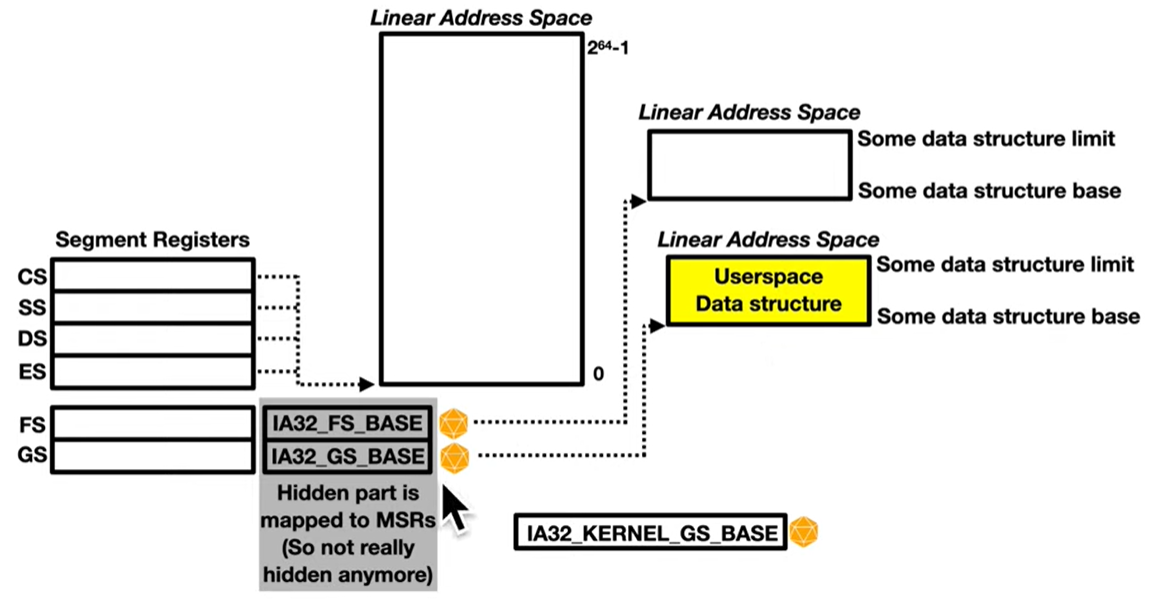 Linear Address Space
2⁶⁴-1
Linear Address Space
Some data structure limit
Some data structure base
Segment Registers
Linear Address Space
CS
Userspace
Data structure
Some data structure limit
SS
Some data structure base
DS
ES
0
FS
IA32_FS_BASE
GS
IA32_GS_BASE
Hidden part is
mapped to MSRs
(So not really
hidden anymore)
IA32_KERNEL_GS_BASE